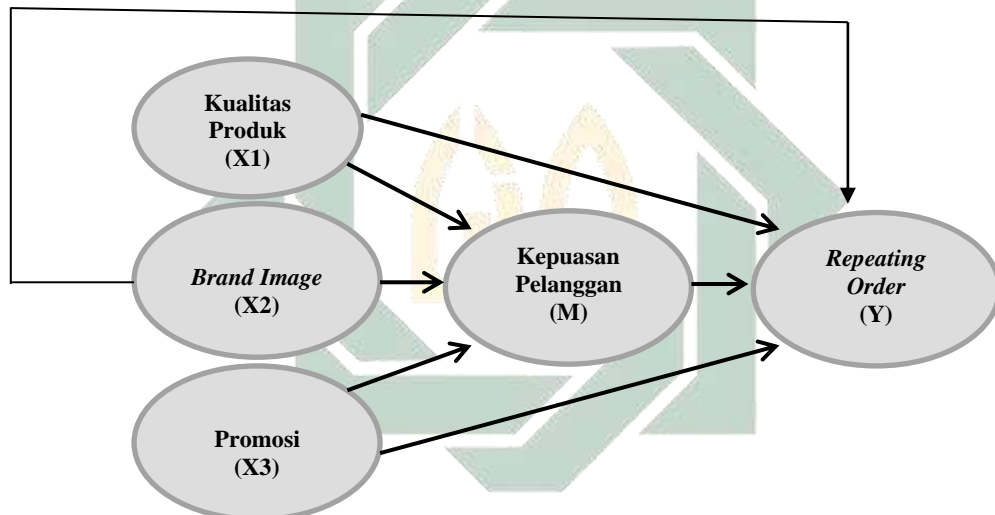 Kualitas
Produk
(X1)
Brand Image
(X2)
Promosi
(X3)
Kepuasan
Pelanggan
(M)
Repeating
Order
(Y)